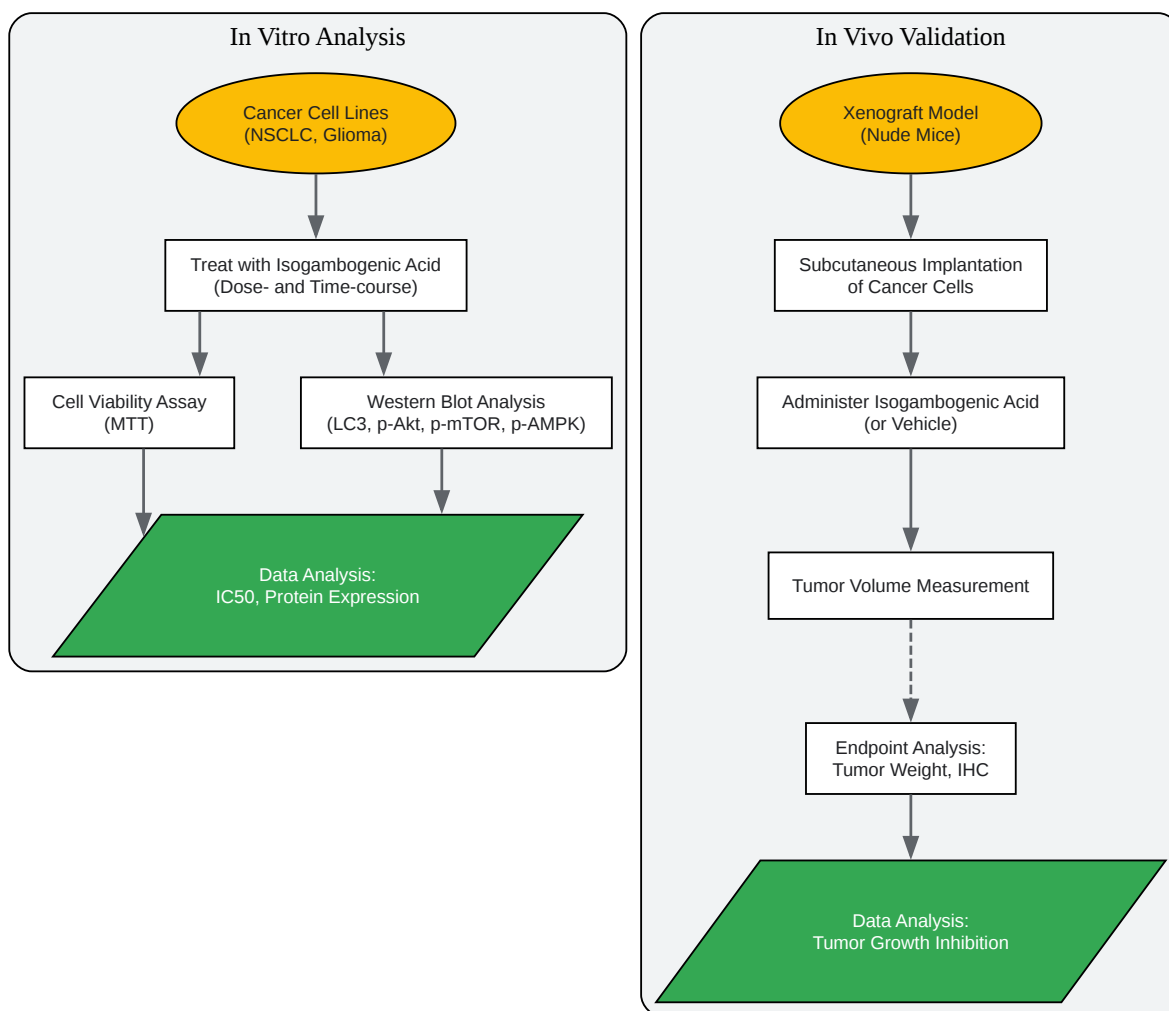 In Vitro Analysis
Cancer Cell Lines
(NSCLC, Glioma)
Treat with Isogambogenic Acid
(Dose- and Time-course)
Cell Viability Assay
(MTT)
Western Blot Analysis
(LC3, p-Akt, p-mTOR, p-AMPK)
Data Analysis:
IC50, Protein Expression
In Vivo Validation
Xenograft Model
(Nude Mice)
Subcutaneous Implantation
of Cancer Cells
Administer Isogambogenic Acid
(or Vehicle)
Tumor Volume Measurement
Endpoint Analysis:
Tumor Weight, IHC
Data Analysis:
Tumor Growth Inhibition